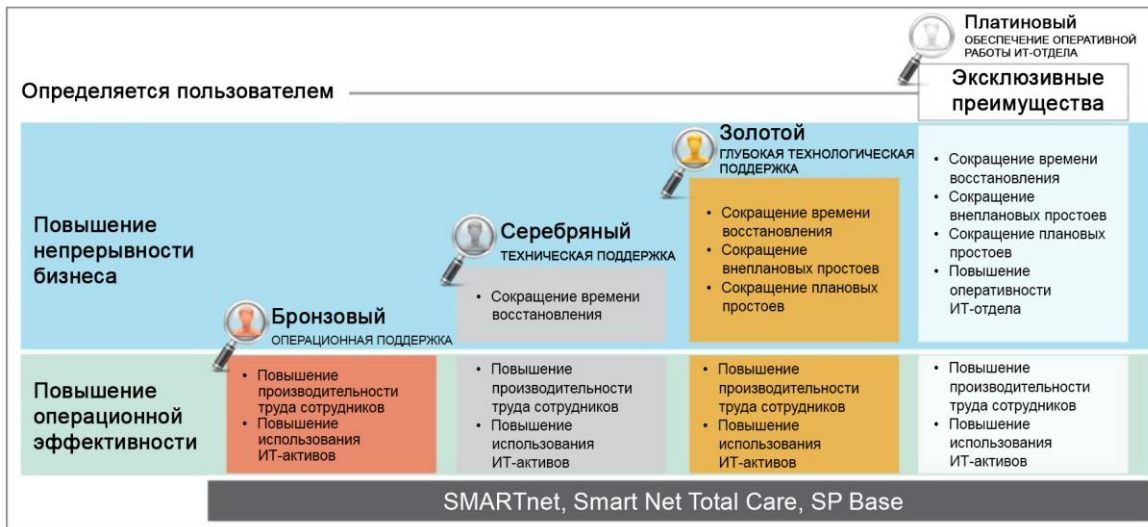 Платиновый
ОБЕСПЕЧЕНИЕ ОПЕРАТИВНОЙ
РАБОТЫ ИТ-ОТДЕЛА
Определяется пользователем
Эксклюзивные
преимущества
Повышение
непрерывности
бизнеса
Золотой
ГЛУБОКАЯ ТЕХНОЛОГИЧЕСКАЯ
ПОДДЕРЖКА
• Сокращение времени
восстановления
• Сокращение
внеплановых простоев
• Сокращение плановых
простоев
• Сокращение времени
восстановления
• Сокращение
внеплановых простоев
• Сокращение плановых
простоев
• Повышение
оперативности
ИТ-отдела
Серебряный
ТЕХНИЧЕСКАЯ ПОДДЕРЖКА
• Сокращение времени
восстановления
Бронзовый
ОПЕРАЦИОННАЯ ПОДДЕРЖКА
Повышение
операционной
эффективности
• Повышение
производительности
труда сотрудников
• Повышение
использования
ИТ-активов
• Повышение
производительности
труда сотрудников
• Повышение
использования
ИТ-активов
• Повышение
производительности
труда сотрудников
• Повышение
использования
ИТ-активов
• Повышение
производительности
труда сотрудников
• Повышение
использования
ИТ-активов
SMARTnet, Smart Net Total Care, SP Base